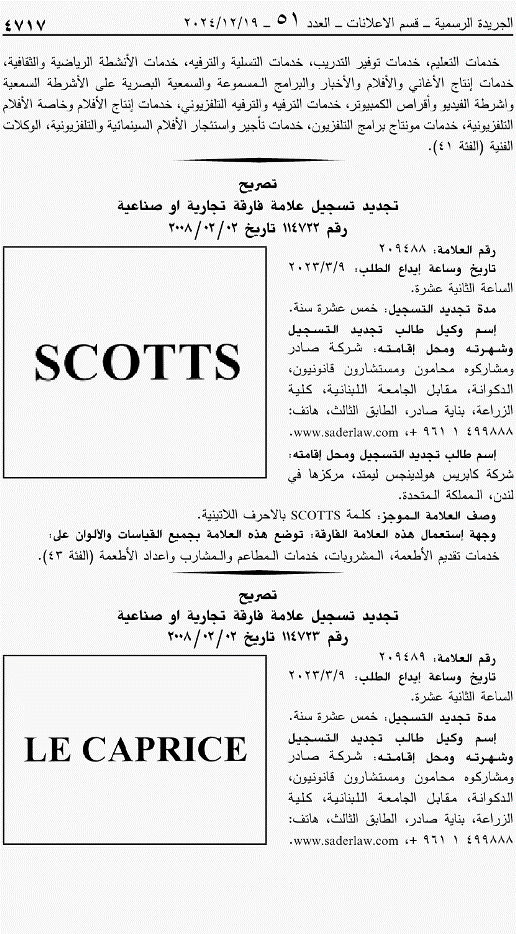 الجريدة الرسمية ــ قسم الاعلانات ــ العدد ٥١ ــ ٢٠٢٤/١٢/١٩
٤٧١٧
خدمات التعليم، خدمات توفير التدريب، خدمات التسلية والترفيه، خدمات الأنشطة الرياضية والثقافية،
خدمات إنتاج الأغاني والأفلام والأخبار والبرامج المسموعة والسمعية البصرية على الأشرطة السمعية
واشرطة الفيديو وأقراص الكمبيوتر، خدمات الترفيه والترفيه التلفزيوني، خدمات إنتاج الأفلام وخاصة الأفلام
التلفزيونية، خدمات مونتاج برامج التلفزيون، خدمات تأجير واستئجار الأفلام السينمائية والتلفزيونية، الوكالات
الفنية (الفئة ٤١).
تصريح
تجديد تسجيل علامة فارقة تجارية او صناعية
رقم ١١٤٧٢٢ تاريخ ٢٠٠٨/٠٢/٠٢
رقم العلامة: ٢٠٩٤٨٨
تاريخ وساعة إيداع الطلب: ٢٠٢٣/٣/٩
الساعة الثانية عشرة.
مدة تجديد التسجيل: خمس عشرة سنة.
إسم وكيل طالب تجديد التسجيل
وشهرته ومحل إقامته: شركة صادر
ومشاركوه محامون ومستشارون قانونيون،
الدكوانة، مقابل الجامعة اللبنانية، كلية
الزراعة، بناية صادر، الطابق الثالث، هاتف:
٤٩٩٨٨٨ ١ ٩٦١ +، www.saderlaw.com.
إسم طالب تجديد التسجيل ومحل إقامته:
شركة كابريس هولدينجس ليمتد، مركزها في
لندن، المملكة المتحدة.
SCOTTS
وصف العلامة الموجز: كلمة SCOTTS بالاحرف اللاتينية.
وجهة إستعمال هذه العلامة الفارقة: توضع هذه العلامة بجميع القياسات والألوان على:
خدمات تقديم الأطعمة، المشروبات، خدمات المطاعم والمشارب واعداد الأطعمة (الفئة ٤٣).
تصريح
تجديد تسجيل علامة فارقة تجارية او صناعية
رقم ١١٤٧٢٣ تاريخ ٢٠٠٨/٠٢/٠٢
رقم العلامة: ٢٠٩٤٨٩
تاريخ وساعة إيداع الطلب: ٢٠٢٣/٣/٩
الساعة الثانية عشرة.
مدة تجديد التسجيل: خمس عشرة سنة.
إسم وكيل طالب تجديد التسجيل
وشهرته ومحل إقامته: شركة صادر
ومشاركوه محامون ومستشارون قانونيون،
الدكوانة، مقابل الجامعة اللبنانية، كلية
الزراعة، بناية صادر، الطابق الثالث، هاتف:
٤٩٩٨٨٨ ١ ٩٦١ +، www.saderlaw.com.
LE CAPRICE